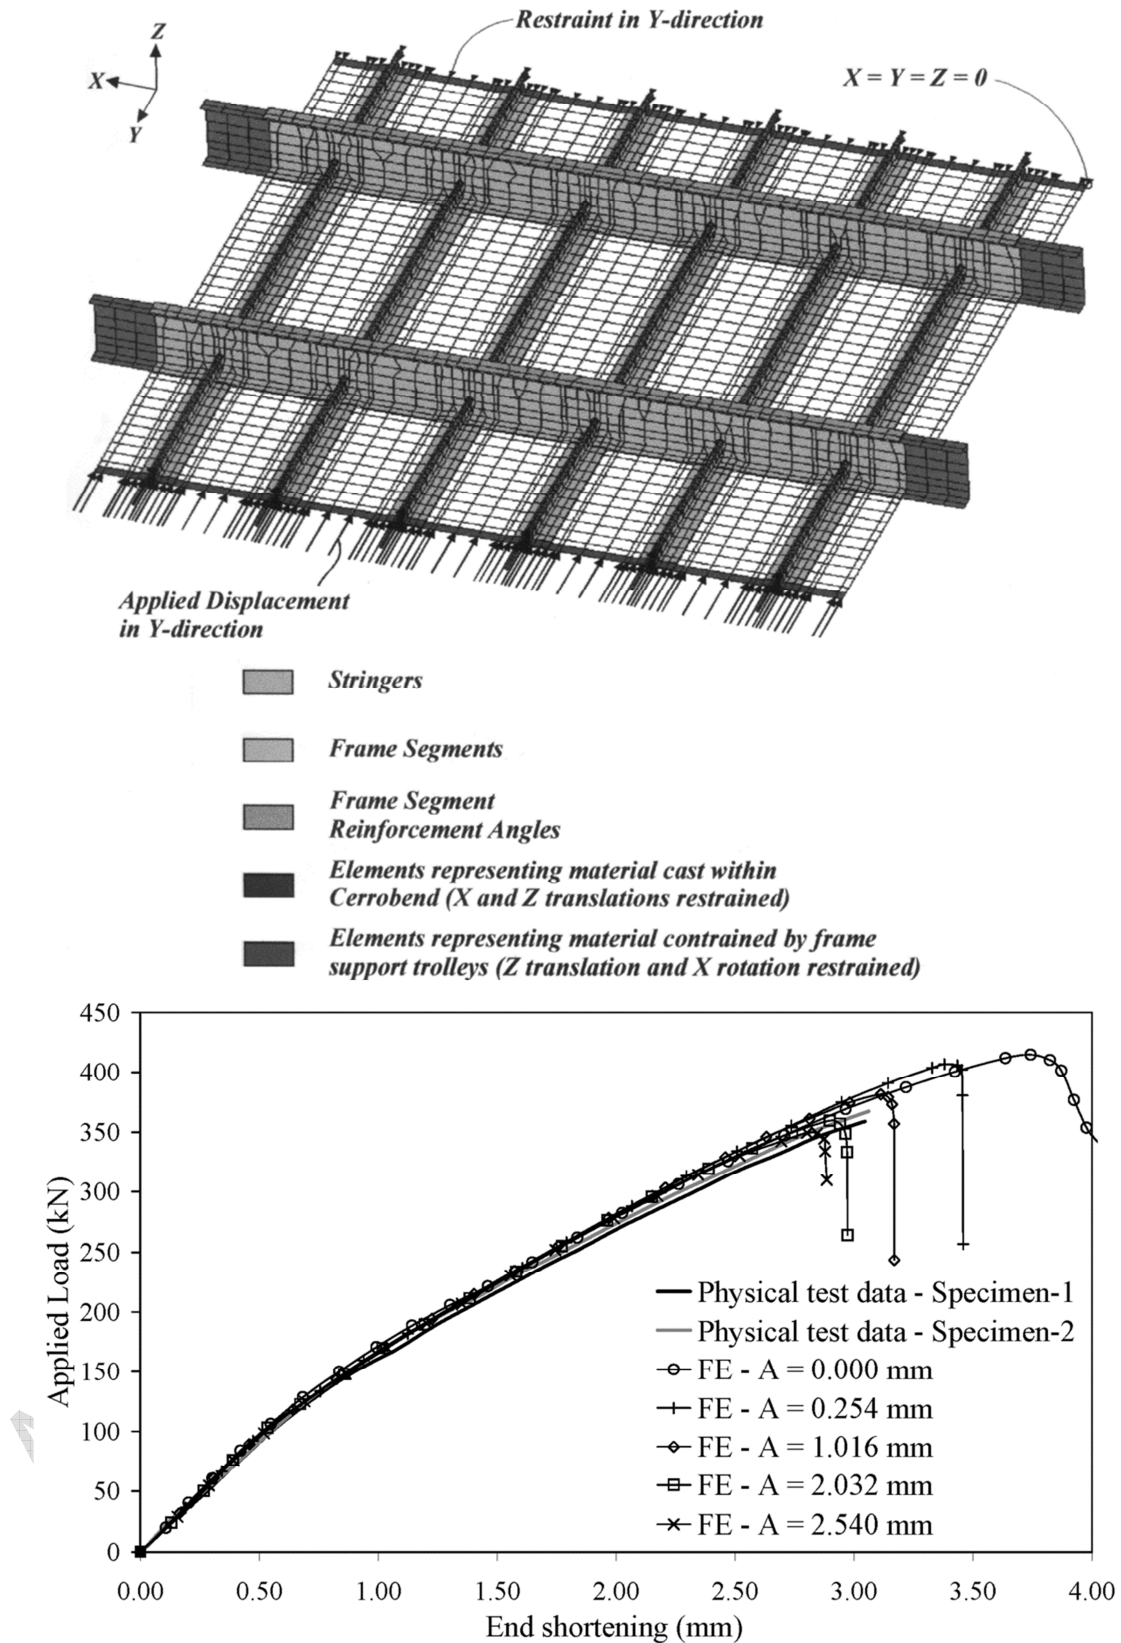 Restraint in Y-direction
Z
X = Y = Z = 0
X
Y
Applied Displacement
in Y-direction
Stringers
Frame Segments
Frame Segment
Reinforcement Angles
Elements representing material cast within
Cerrobend (X and Z translations restrained)
Elements representing material contrained by frame
support trolleys (Z translation and X rotation restrained)
450
400
350
300
250
200
150
100
50
0
Applied Load (kN)
Physical test data - Specimen-1
Physical test data - Specimen-2
FE - A = 0.000 mm
FE - A = 0.254 mm
FE - A = 1.016 mm
FE - A = 2.032 mm
FE - A = 2.540 mm
0.00 0.50 1.00 1.50 2.00 2.50 3.00 3.50 4.00
End shortening (mm)